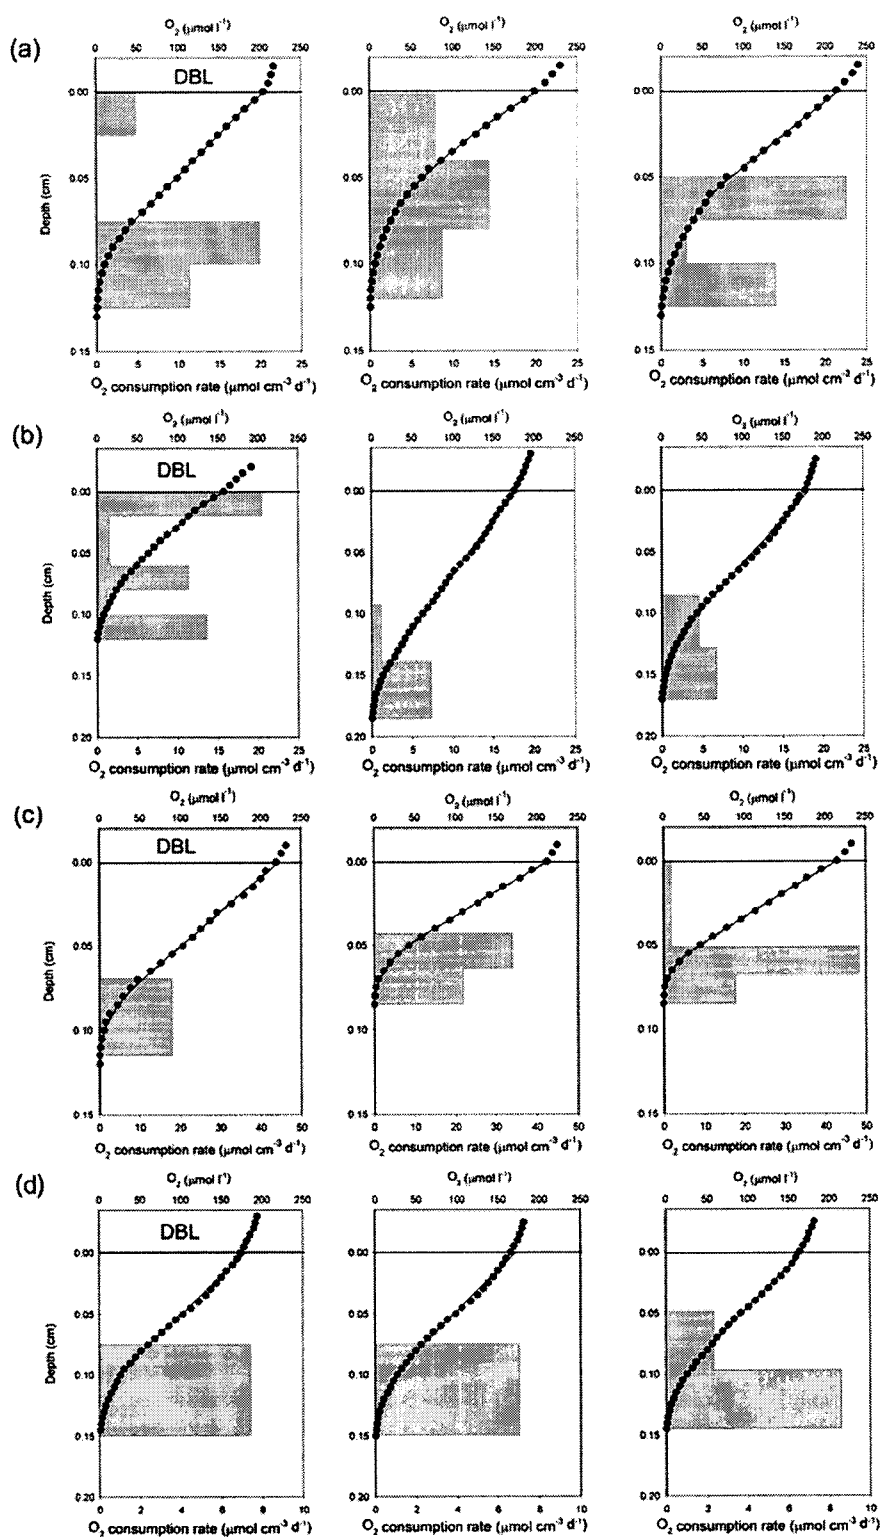 O₂ (μmol l⁻¹) O₂ (μmol l⁻¹) O₂ (μmol l⁻¹)
(a) 0 50 100 150 200 250 0 50 100 150 200 250 0 50 100 150 200 250
DBL
0.00 0.00 0.00
0.05 0.05 0.05
Depth (cm)
0.10 0.10 0.10
0.15 0.15 0.15
0 5 10 15 20 25 0 5 10 15 20 25 0 5 10 15 20 25
O₂ consumption rate (μmol cm⁻³ d⁻¹) O₂ consumption rate (μmol cm⁻³ d⁻¹) O₂ consumption rate (μmol cm⁻³ d⁻¹)
O₂ (μmol l⁻¹) O₂ (μmol l⁻¹) O₂ (μmol l⁻¹)
(b) 0 50 100 150 200 250 0 50 100 150 200 250 0 50 100 150 200 250
DBL
0.00 0.00 0.00
0.05 0.05 0.05
Depth (cm)
0.10 0.10 0.10
0.15 0.15 0.15
0.20 0.20 0.20
0 5 10 15 20 25 0 5 10 15 20 25 0 5 10 15 20 25
O₂ consumption rate (μmol cm⁻³ d⁻¹) O₂ consumption rate (μmol cm⁻³ d⁻¹) O₂ consumption rate (μmol cm⁻³ d⁻¹)
O₂ (μmol l⁻¹) O₂ (μmol l⁻¹) O₂ (μmol l⁻¹)
(c) 0 50 100 150 200 250 0 50 100 150 200 250 0 50 100 150 200 250
DBL
0.00 0.00 0.00
0.05 0.05 0.05
Depth (cm)
0.10 0.10 0.10
0.15 0.15 0.15
0 10 20 30 40 50 0 10 20 30 40 50 0 10 20 30 40 50
O₂ consumption rate (μmol cm⁻³ d⁻¹) O₂ consumption rate (μmol cm⁻³ d⁻¹) O₂ consumption rate (μmol cm⁻³ d⁻¹)
O₂ (μmol l⁻¹) O₂ (μmol l⁻¹) O₂ (μmol l⁻¹)
(d) 0 50 100 150 200 250 0 50 100 150 200 250 0 50 100 150 200 250
DBL
0.00 0.00 0.00
0.05 0.05 0.05
Depth (cm)
0.10 0.10 0.10
0.15 0.15 0.15
0.20 0.20 0.20
0 2 4 6 8 10 0 2 4 6 8 10 0 2 4 6 8 10
O₂ consumption rate (μmol cm⁻³ d⁻¹) O₂ consumption rate (μmol cm⁻³ d⁻¹) O₂ consumption rate (μmol cm⁻³ d⁻¹)